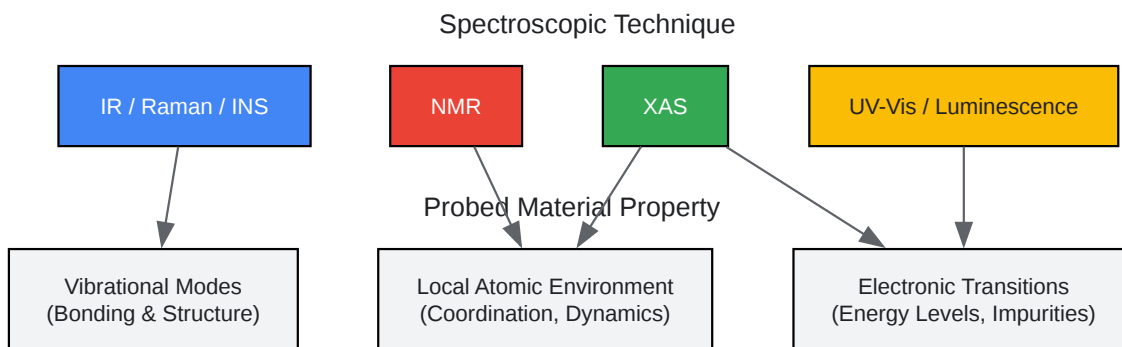 Spectroscopic Technique
IR / Raman / INS
NMR
XAS
UV-Vis / Luminescence
Probed Material Property
Vibrational Modes
(Bonding & Structure)
Local Atomic Environment
(Coordination, Dynamics)
Electronic Transitions
(Energy Levels, Impurities)